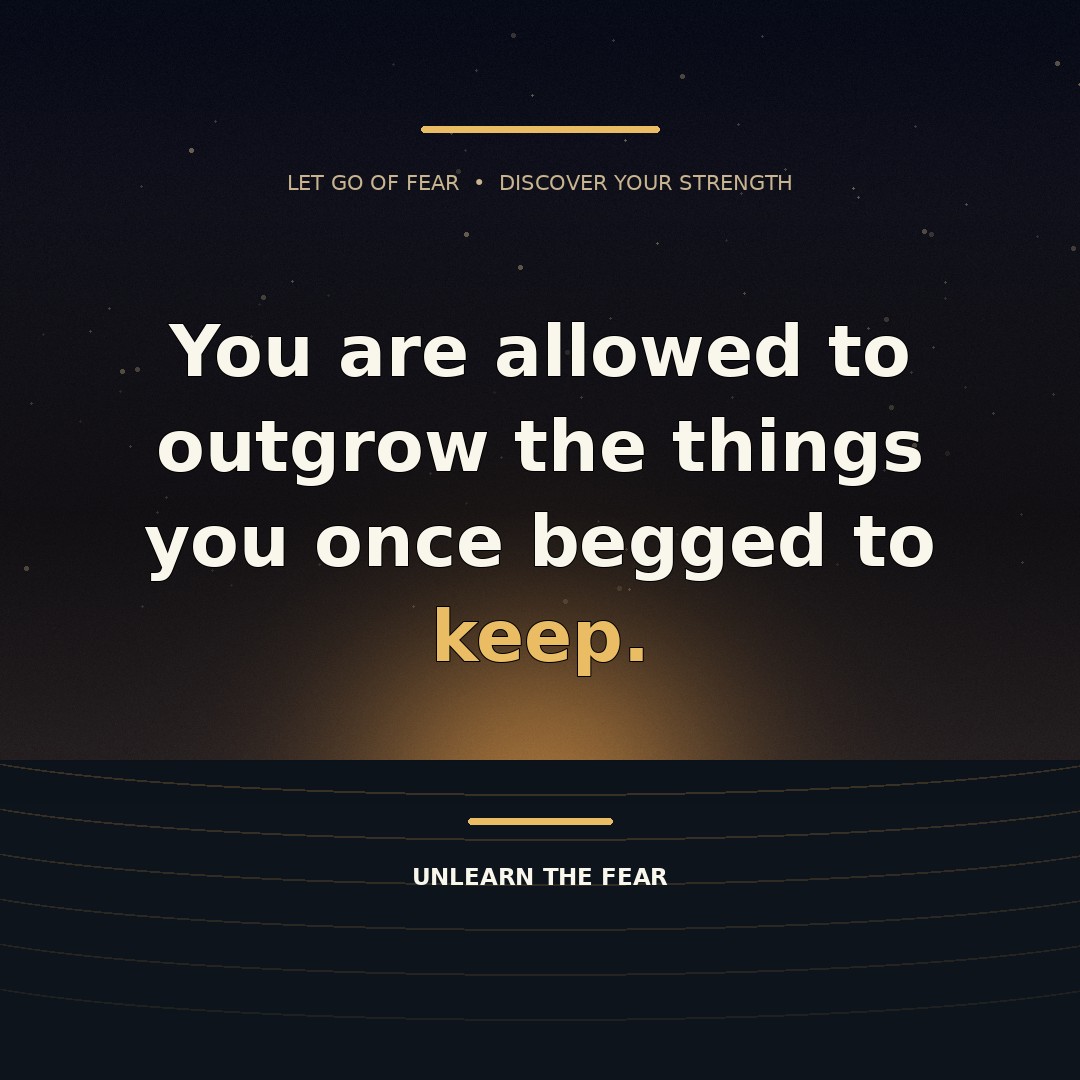 LET GO OF FEAR • DISCOVER YOUR STRENGTH
You are allowed to
outgrow the things
you once begged to
keep.
UNLEARN THE FEAR